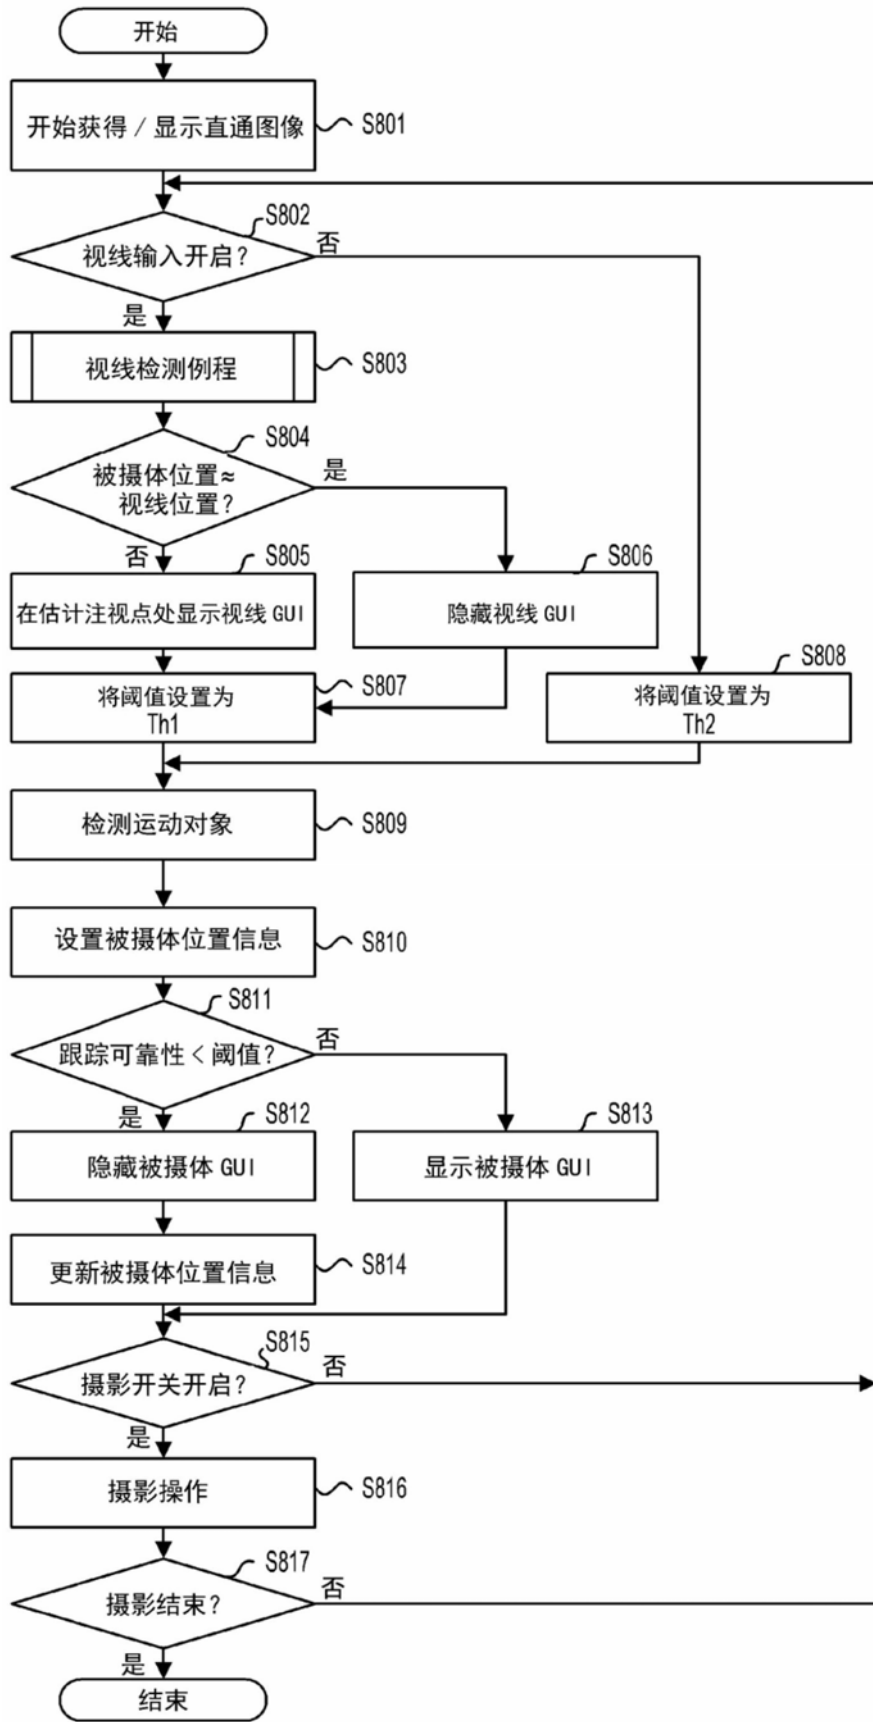 开始
开始获得 / 显示直通图像
S801
S802
视线输入开启?
否
是
视线检测例程
S803
S804
被摄体位置≈
视线位置?
是
否
S805
在估计注视点处显示视线 GUI
S806
隐藏视线 GUI
S807
将阈值设置为
Th1
S808
将阈值设置为
Th2
检测运动对象
S809
设置被摄体位置信息
S810
S811
跟踪可靠性 < 阈值?
否
是
S812
隐藏被摄体 GUI
S813
显示被摄体 GUI
更新被摄体位置信息
S814
S815
摄影开关开启?
否
是
摄影操作
S816
S817
摄影结束?
否
是
结束